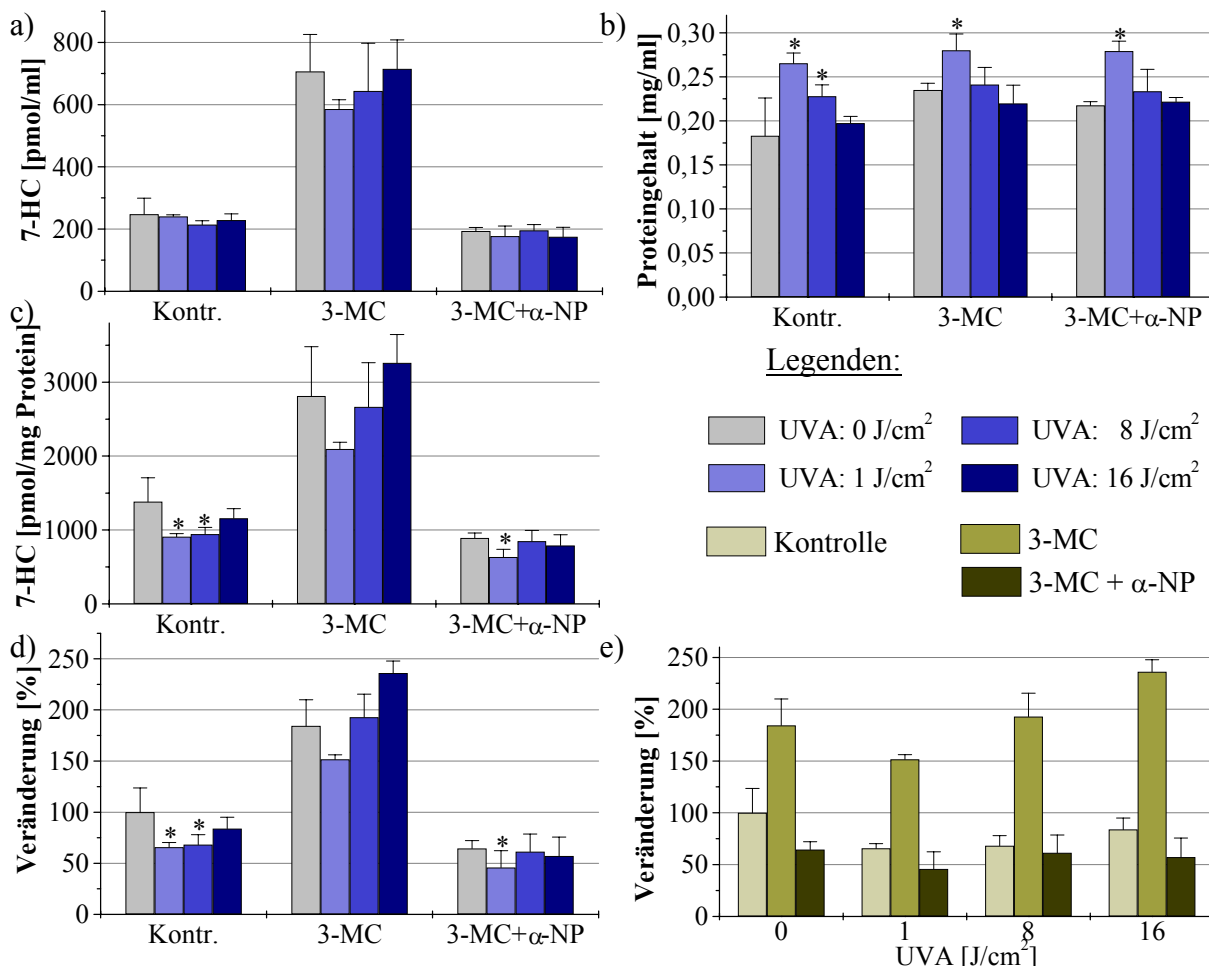 a)
7-HC [pmol/ml]
800
600
400
200
0
Kontr.
3-MC
3-MC+α-NP
b)
Proteingehalt [mg/ml]
0,30
0,25
0,20
0,15
0,10
0,05
0,00
*
*
*
*
Kontr.
3-MC
3-MC+α-NP
c)
7-HC [pmol/mg Protein]
3000
2000
1000
0
*
*
*
Kontr.
3-MC
3-MC+α-NP
Legenden:
UVA: 0 J/cm²
UVA: 8 J/cm²
UVA: 1 J/cm²
UVA: 16 J/cm²
Kontrolle
3-MC
3-MC + α-NP
d)
Veränderung [%]
250
200
150
100
50
0
*
*
*
Kontr.
3-MC
3-MC+α-NP
e)
Veränderung [%]
250
200
150
100
50
0
0
1
8
16
UVA [J/cm²]